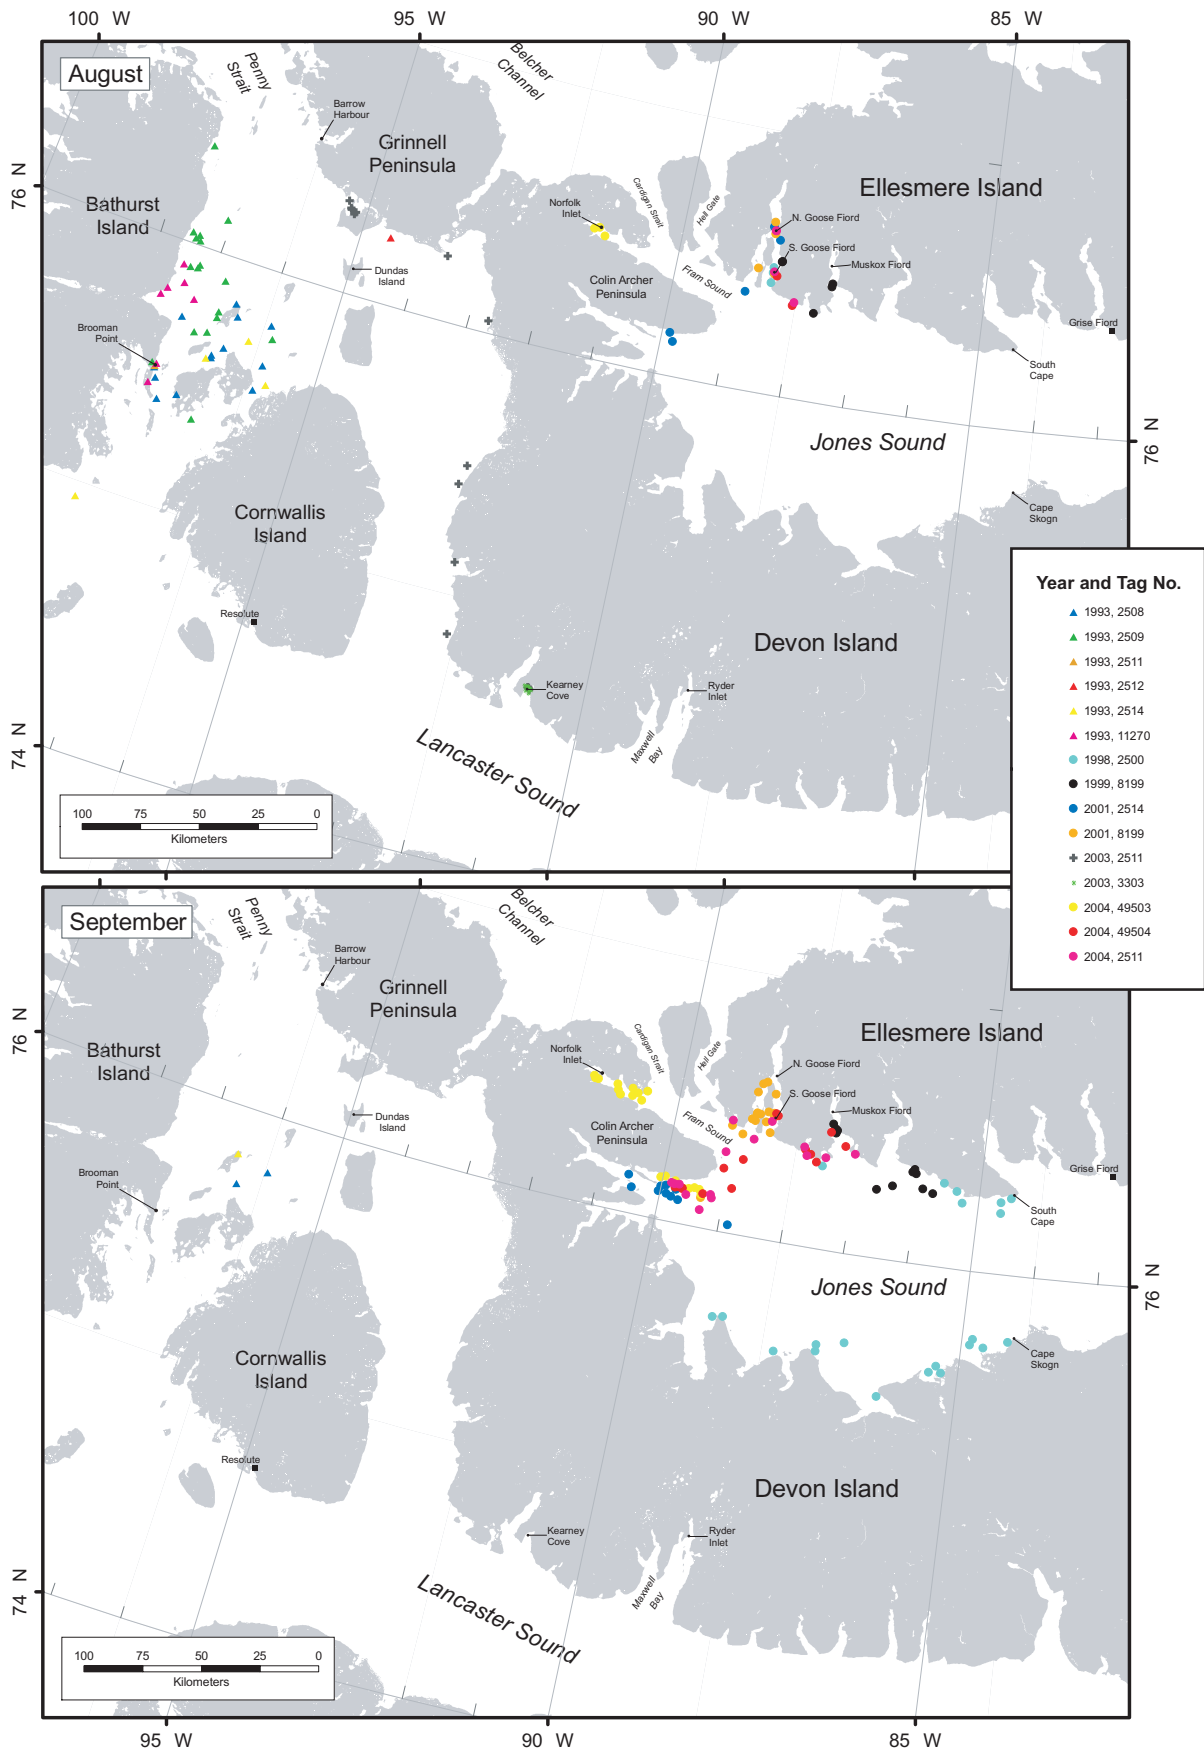 100 W
95 W
90 W
85 W
August
Penny
Strait
Belcher
Channel
Barrow
Harbour
Grinnell
Peninsula
76 N
Bathurst
Island
Ellesmere Island
Norfolk
Inlet
Cardigan Strait
Hell Gate
N. Goose Fiord
S. Goose Fiord
Muskox Fiord
Dundas
Island
Colin Archer
Peninsula
Fram Sound
Brooman
Point
Grise Fiord
South
Cape
Jones Sound
76 N
Cape
Skogn
Cornwallis
Island
Resolute
Devon Island
Kearney
Cove
Ryder
Inlet
Maxwell
Bay
74 N
Lancaster Sound
100 75 50 25 0
Kilometers
Year and Tag No.
1993, 2508
1993, 2509
1993, 2511
1993, 2512
1993, 2514
1993, 11270
1998, 2500
1999, 8199
2001, 2514
2001, 8199
2003, 2511
2003, 3303
2004, 49503
2004, 49504
2004, 2511
September
Penny
Strait
Belcher
Channel
Barrow
Harbour
Grinnell
Peninsula
76 N
Bathurst
Island
Ellesmere Island
Norfolk
Inlet
Cardigan Strait
Hell Gate
N. Goose Fiord
S. Goose Fiord
Muskox Fiord
Dundas
Island
Colin Archer
Peninsula
Fram Sound
Brooman
Point
Grise Fiord
South
Cape
Jones Sound
76 N
Cape
Skogn
Cornwallis
Island
Resolute
Devon Island
Kearney
Cove
Ryder
Inlet
Maxwell
Bay
74 N
Lancaster Sound
100 75 50 25 0
Kilometers
95 W
90 W
85 W